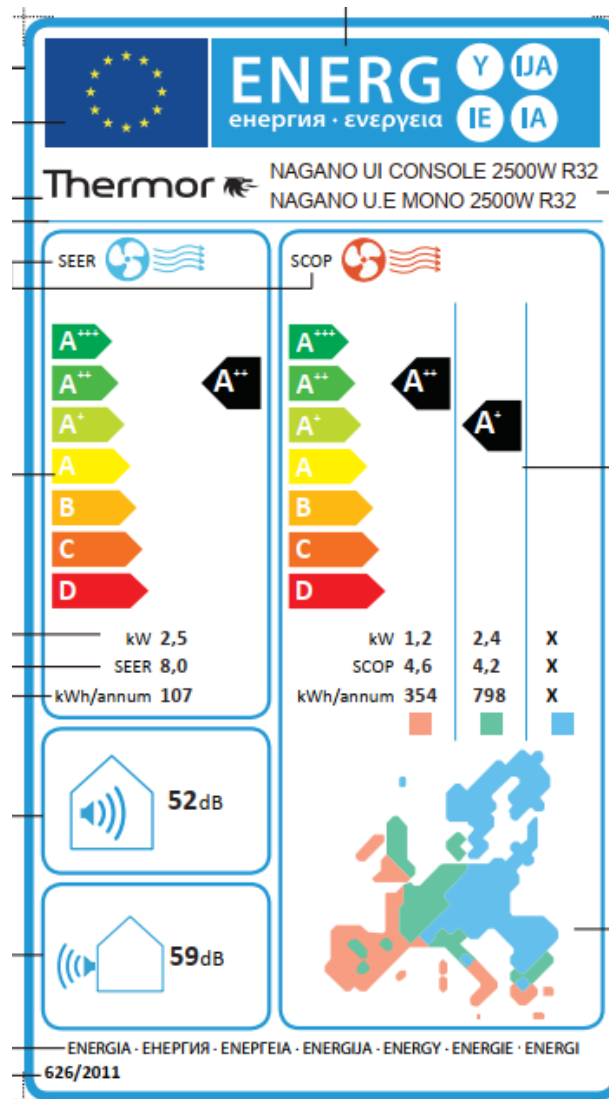 ENERG Y IJA
енергия · ενεργεια IE IA
Thermor NAGANO UI CONSOLE 2500W R32
NAGANO U.E MONO 2500W R32
SEER
A+++
A++
A+
A
B
C
D
A++
kW 2,5
SEER 8,0
kWh/annum 107
SCOP
A+++
A++
A+
A
B
C
D
A++
A+
kW 1,2 2,4 X
SCOP 4,6 4,2 X
kWh/annum 354 798 X
52dB
59dB
ENERGIA · ЕНЕРГИЯ · ΕΝΕΡΓΕΙΑ · ENERGIJA · ENERGY · ENERGIE · ENERGI
626/2011